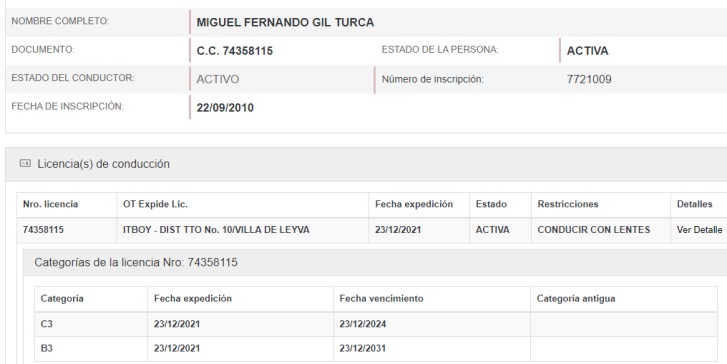 NOMBRE COMPLETO: MIGUEL FERNANDO GIL TURCA
DOCUMENTO: C.C. 74358115 ESTADO DE LA PERSONA: ACTIVA
ESTADO DEL CONDUCTOR: ACTIVO Número de inscripción: 7721009
FECHA DE INSCRIPCIÓN: 22/09/2010
Licencia(s) de conducción
Nro. licencia OT Expide Lic. Fecha expedición Estado Restricciones Detalles
74358115 ITBOY - DIST TTO No. 10/VILLA DE LEYVA 23/12/2021 ACTIVA CONDUCIR CON LENTES Ver Detalle
Categorías de la licencia Nro: 74358115
Categoría Fecha expedición Fecha vencimiento Categoría antigua
C3 23/12/2021 23/12/2024
B3 23/12/2021 23/12/2031